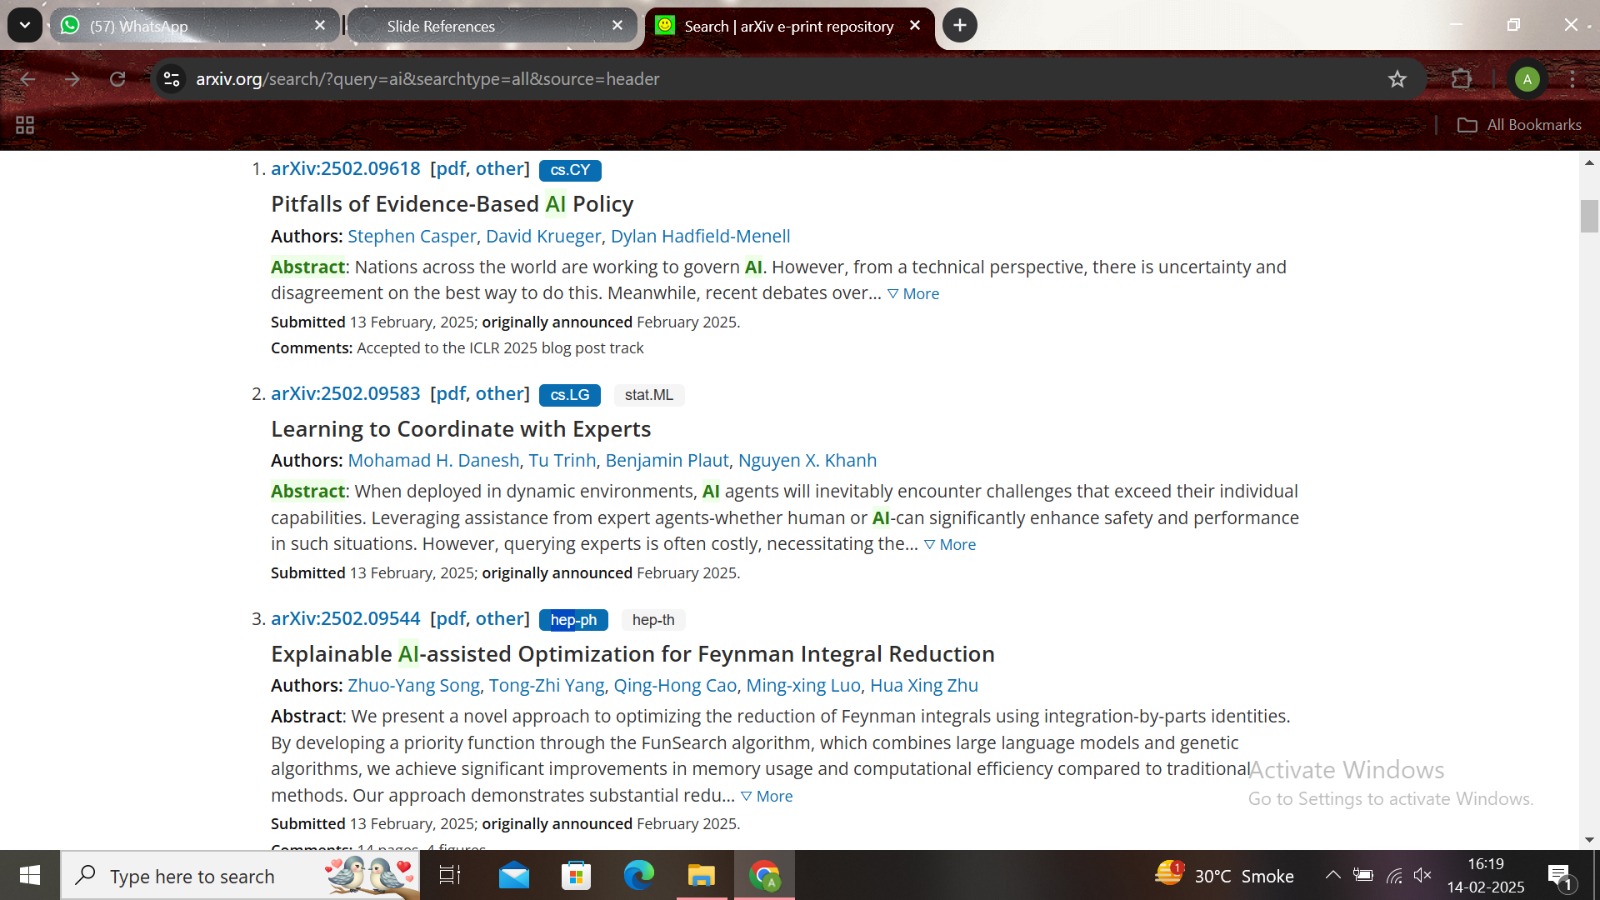 (57) WhatsApp
Slide References
Search | arXiv e-print repository
arxiv.org/search/?query=ai&searchtype=all&source=header
A
All Bookmarks
1. arXiv:2502.09618 [pdf, other] cs.CY
Pitfalls of Evidence-Based AI Policy
Authors: Stephen Casper, David Krueger, Dylan Hadfield-Menell
Abstract: Nations across the world are working to govern AI. However, from a technical perspective, there is uncertainty and
disagreement on the best way to do this. Meanwhile, recent debates over... ▽ More
Submitted 13 February, 2025; originally announced February 2025.
Comments: Accepted to the ICLR 2025 blog post track
2. arXiv:2502.09583 [pdf, other] cs.LG stat.ML
Learning to Coordinate with Experts
Authors: Mohamad H. Danesh, Tu Trinh, Benjamin Plaut, Nguyen X. Khanh
Abstract: When deployed in dynamic environments, AI agents will inevitably encounter challenges that exceed their individual
capabilities. Leveraging assistance from expert agents-whether human or AI-can significantly enhance safety and performance
in such situations. However, querying experts is often costly, necessitating the... ▽ More
Submitted 13 February, 2025; originally announced February 2025.
3. arXiv:2502.09544 [pdf, other] hep-ph hep-th
Explainable AI-assisted Optimization for Feynman Integral Reduction
Authors: Zhuo-Yang Song, Tong-Zhi Yang, Qing-Hong Cao, Ming-xing Luo, Hua Xing Zhu
Abstract: We present a novel approach to optimizing the reduction of Feynman integrals using integration-by-parts identities.
By developing a priority function through the FunSearch algorithm, which combines large language models and genetic
algorithms, we achieve significant improvements in memory usage and computational efficiency compared to traditional
methods. Our approach demonstrates substantial redu... ▽ More
Submitted 13 February, 2025; originally announced February 2025.
Comments: 14 pages, 4 figures
Activate Windows
Go to Settings to activate Windows.
Type here to search
A
1
30°C Smoke
16:19
14-02-2025
1